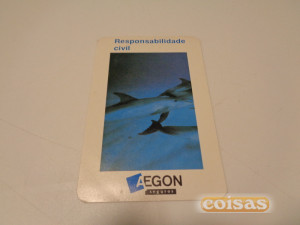 Responsabilidade
civil
AEGON
seguros
coisas